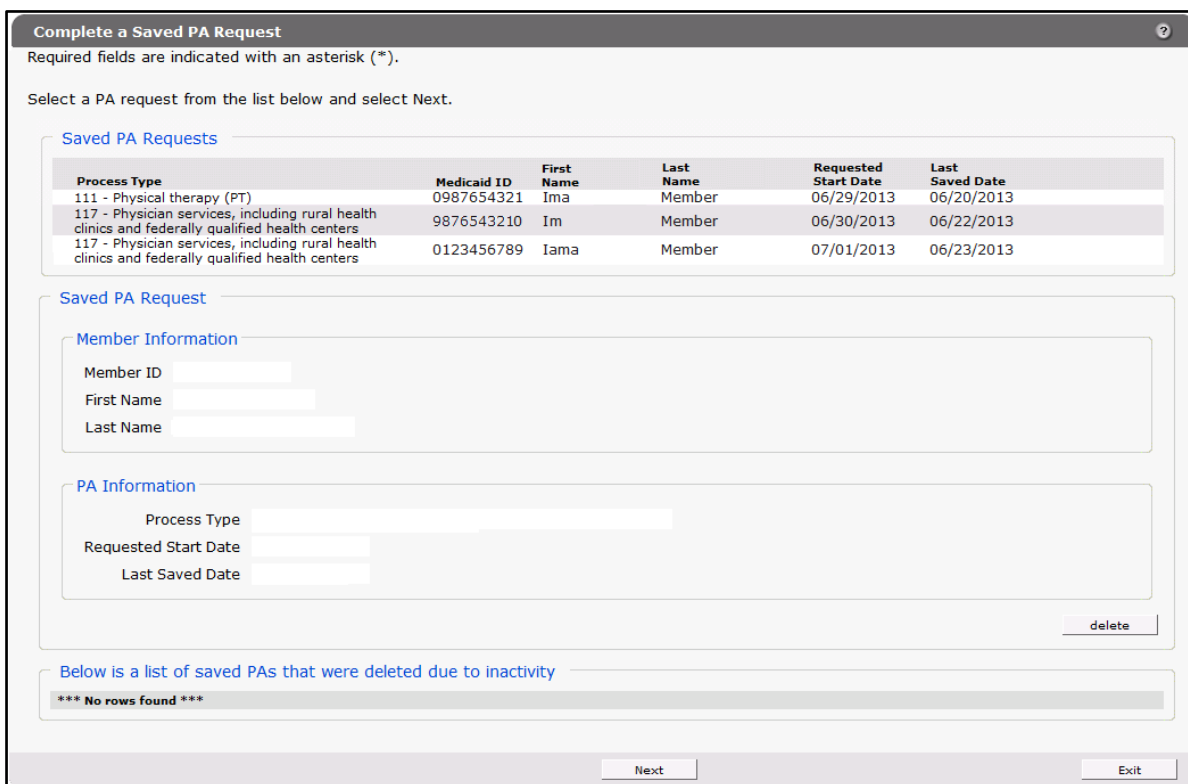 Complete a Saved PA Request ?
Required fields are indicated with an asterisk (*).
Select a PA request from the list below and select Next.
Saved PA Requests
Process Type Medicaid ID First Name Last Name Requested Start Date Last Saved Date
111 - Physical therapy (PT) 0987654321 Ima Member 06/29/2013 06/20/2013
117 - Physician services, including rural health
clinics and federally qualified health centers 9876543210 Im Member 06/30/2013 06/22/2013
117 - Physician services, including rural health
clinics and federally qualified health centers 0123456789 Iama Member 07/01/2013 06/23/2013
Saved PA Request
Member Information
Member ID
First Name
Last Name
PA Information
Process Type
Requested Start Date
Last Saved Date
delete
Below is a list of saved PAs that were deleted due to inactivity
*** No rows found ***
Next Exit